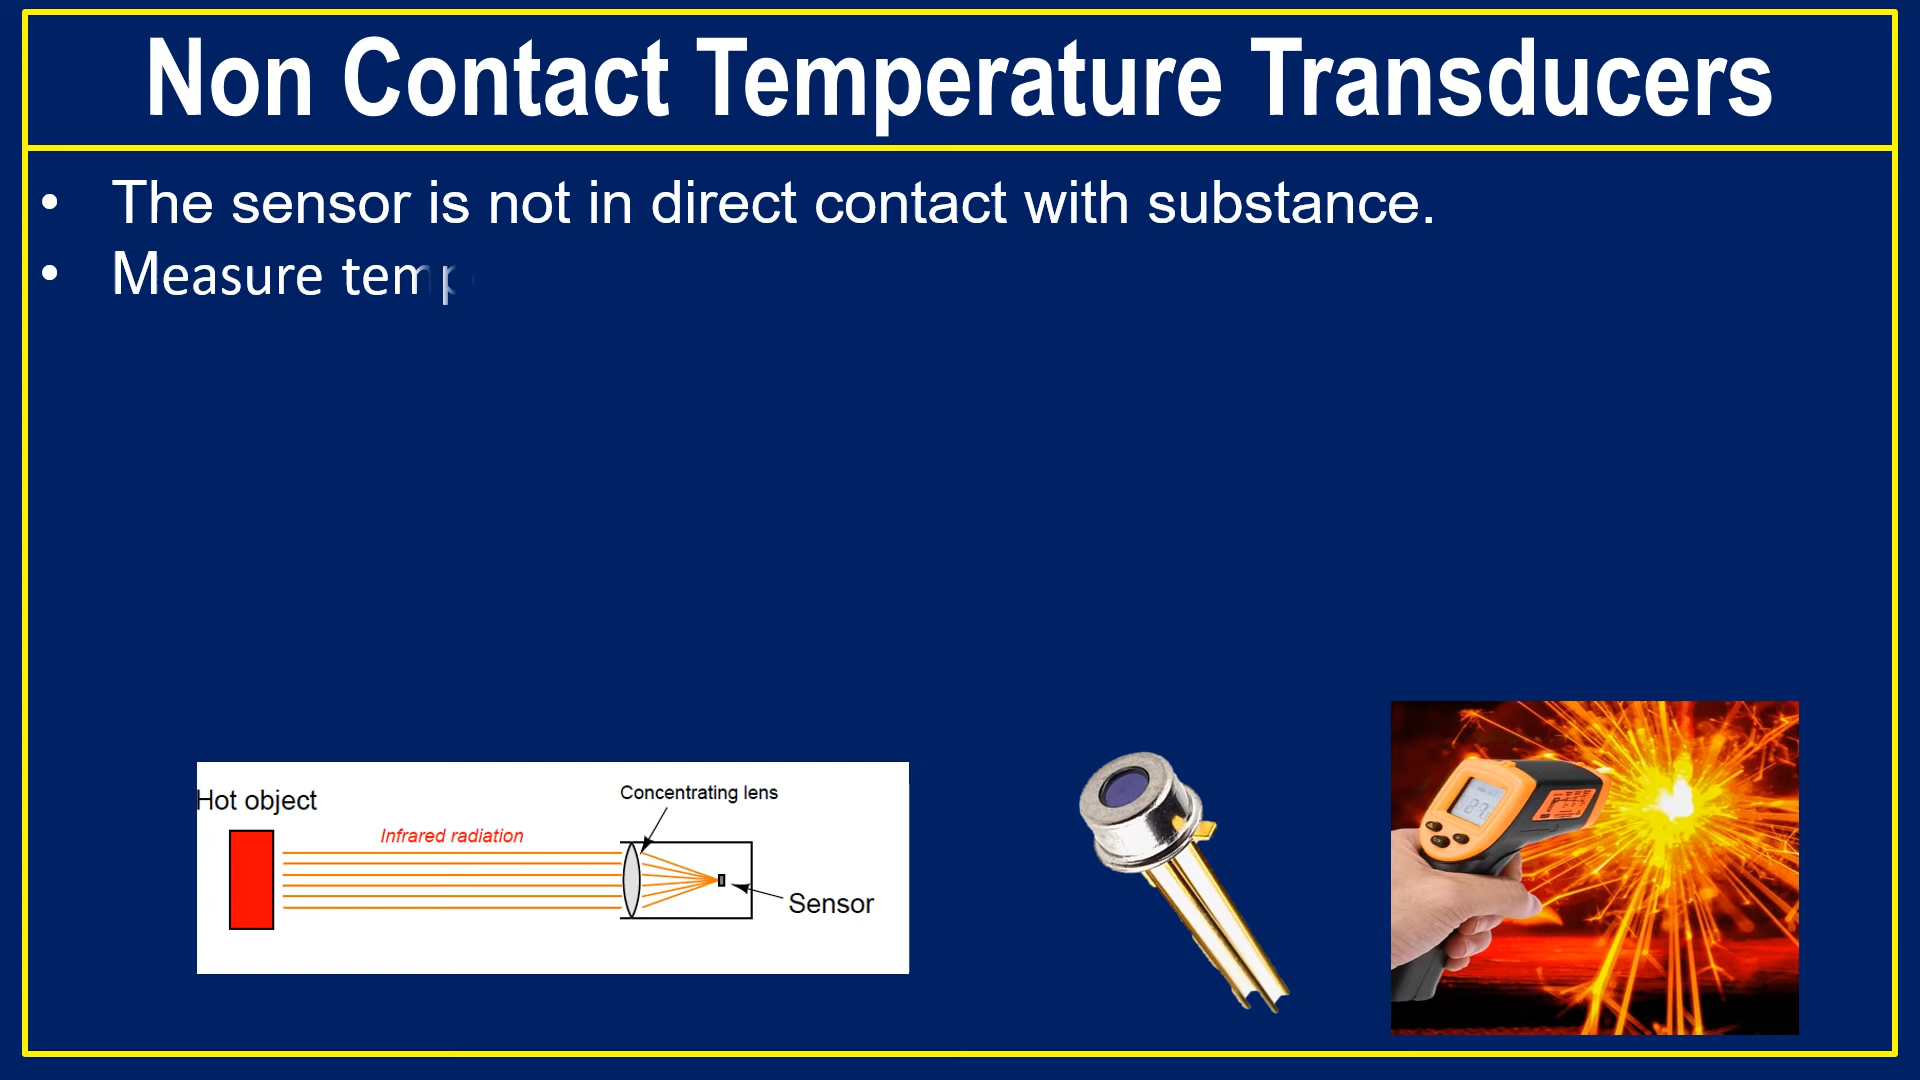 Non Contact Temperature Transducers
• The sensor is not in direct contact with substance.
• Measure temp
Hot object
Infrared radiation
Concentrating lens
Sensor